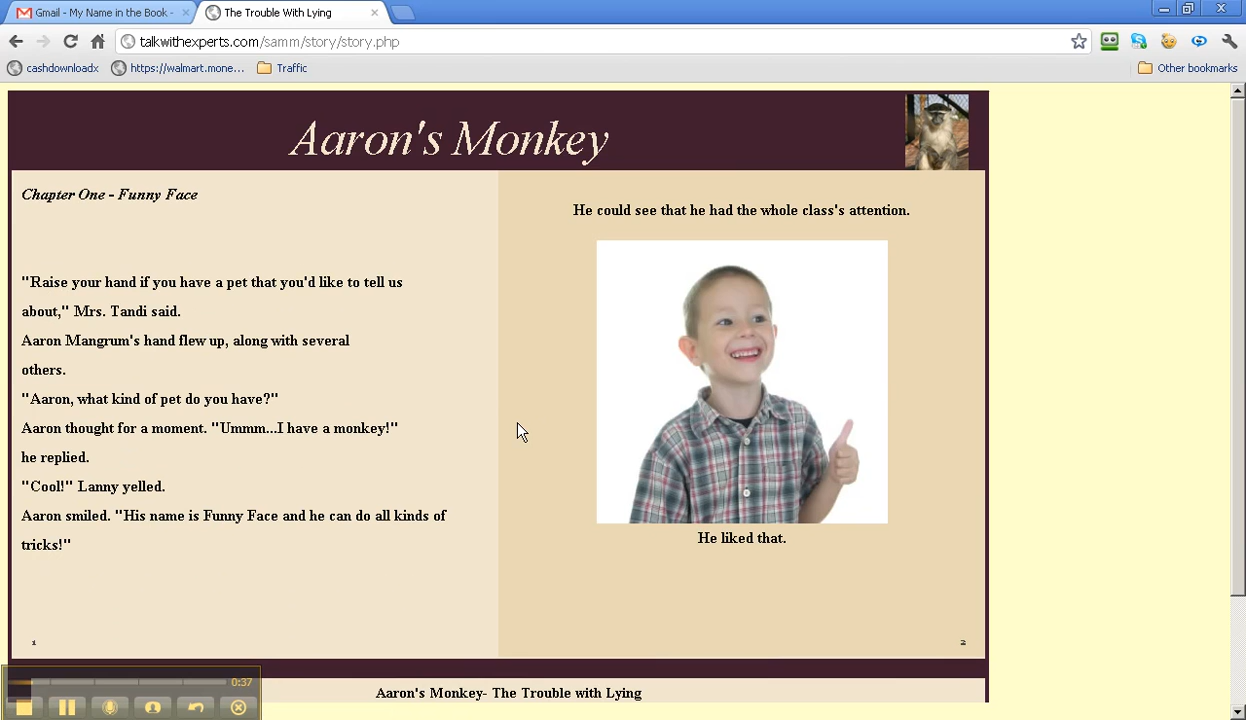 Gmail - My Name in the Book -
The Trouble With Lying
talkwithexperts.com/samm/story/story.php
cashdownloadx
https://walmart.mone...
Traffic
Other bookmarks
Aaron's Monkey
Chapter One - Funny Face
"Raise your hand if you have a pet that you'd like to tell us
about," Mrs. Tandi said.
Aaron Mangrum's hand flew up, along with several
others.
"Aaron, what kind of pet do you have?"
Aaron thought for a moment. "Ummm...I have a monkey!"
he replied.
"Cool!" Lanny yelled.
Aaron smiled. "His name is Funny Face and he can do all kinds of
tricks!"
1
He could see that he had the whole class's attention.
He liked that.
2
0:37
Aaron's Monkey- The Trouble with Lying